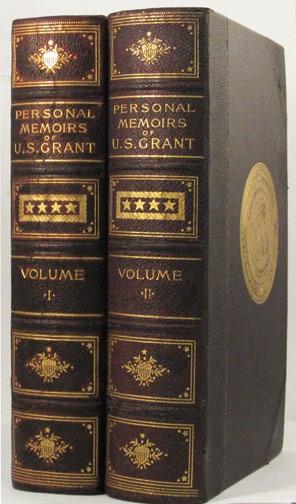 PERSONAL
MEMOIRS
OF
U.S. GRANT
VOLUME
·I·
PERSONAL
MEMOIRS
OF
U.S. GRANT
VOLUME
·II·